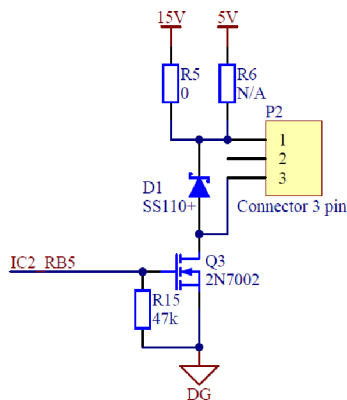 15V
5V
R5
0
R6
N/A
P2
1
2
3
Connector 3 pin
D1
SS110+
Q3
2N7002
IC2_RB5
R15
47k
DG